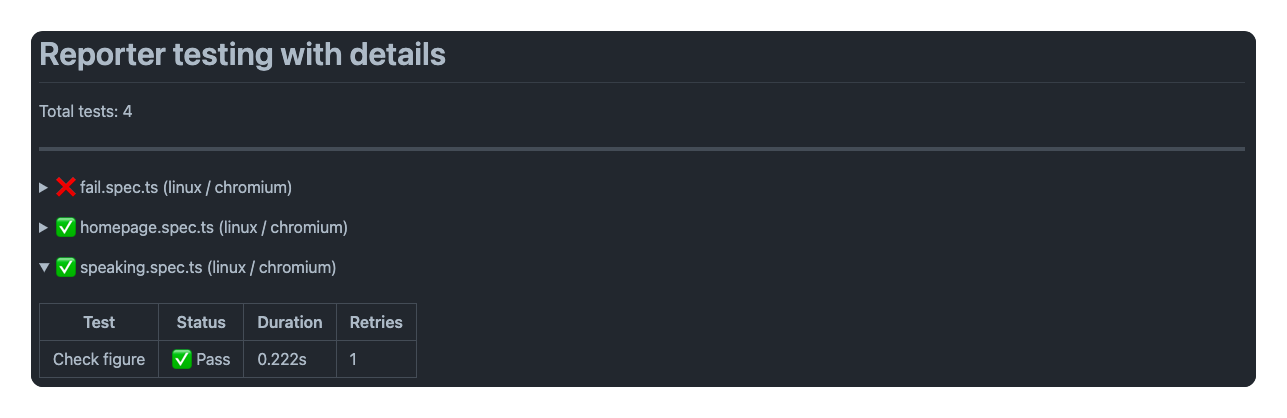 Reporter testing with details
Total tests: 4
▶ ❌ fail.spec.ts (linux / chromium)
▶ ✅ homepage.spec.ts (linux / chromium)
▼ ✅ speaking.spec.ts (linux / chromium)
Test Status Duration Retries
Check figure ✅ Pass 0.222s 1